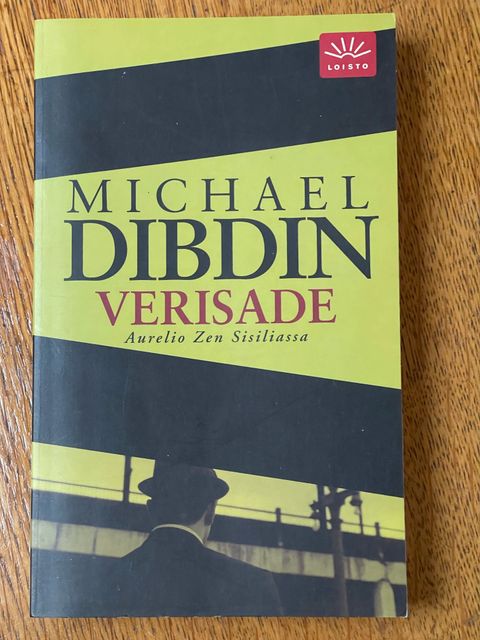 LOISTO
MICHAEL
DIBDIN
VERISADE
Aurelio Zen Sisiliassa